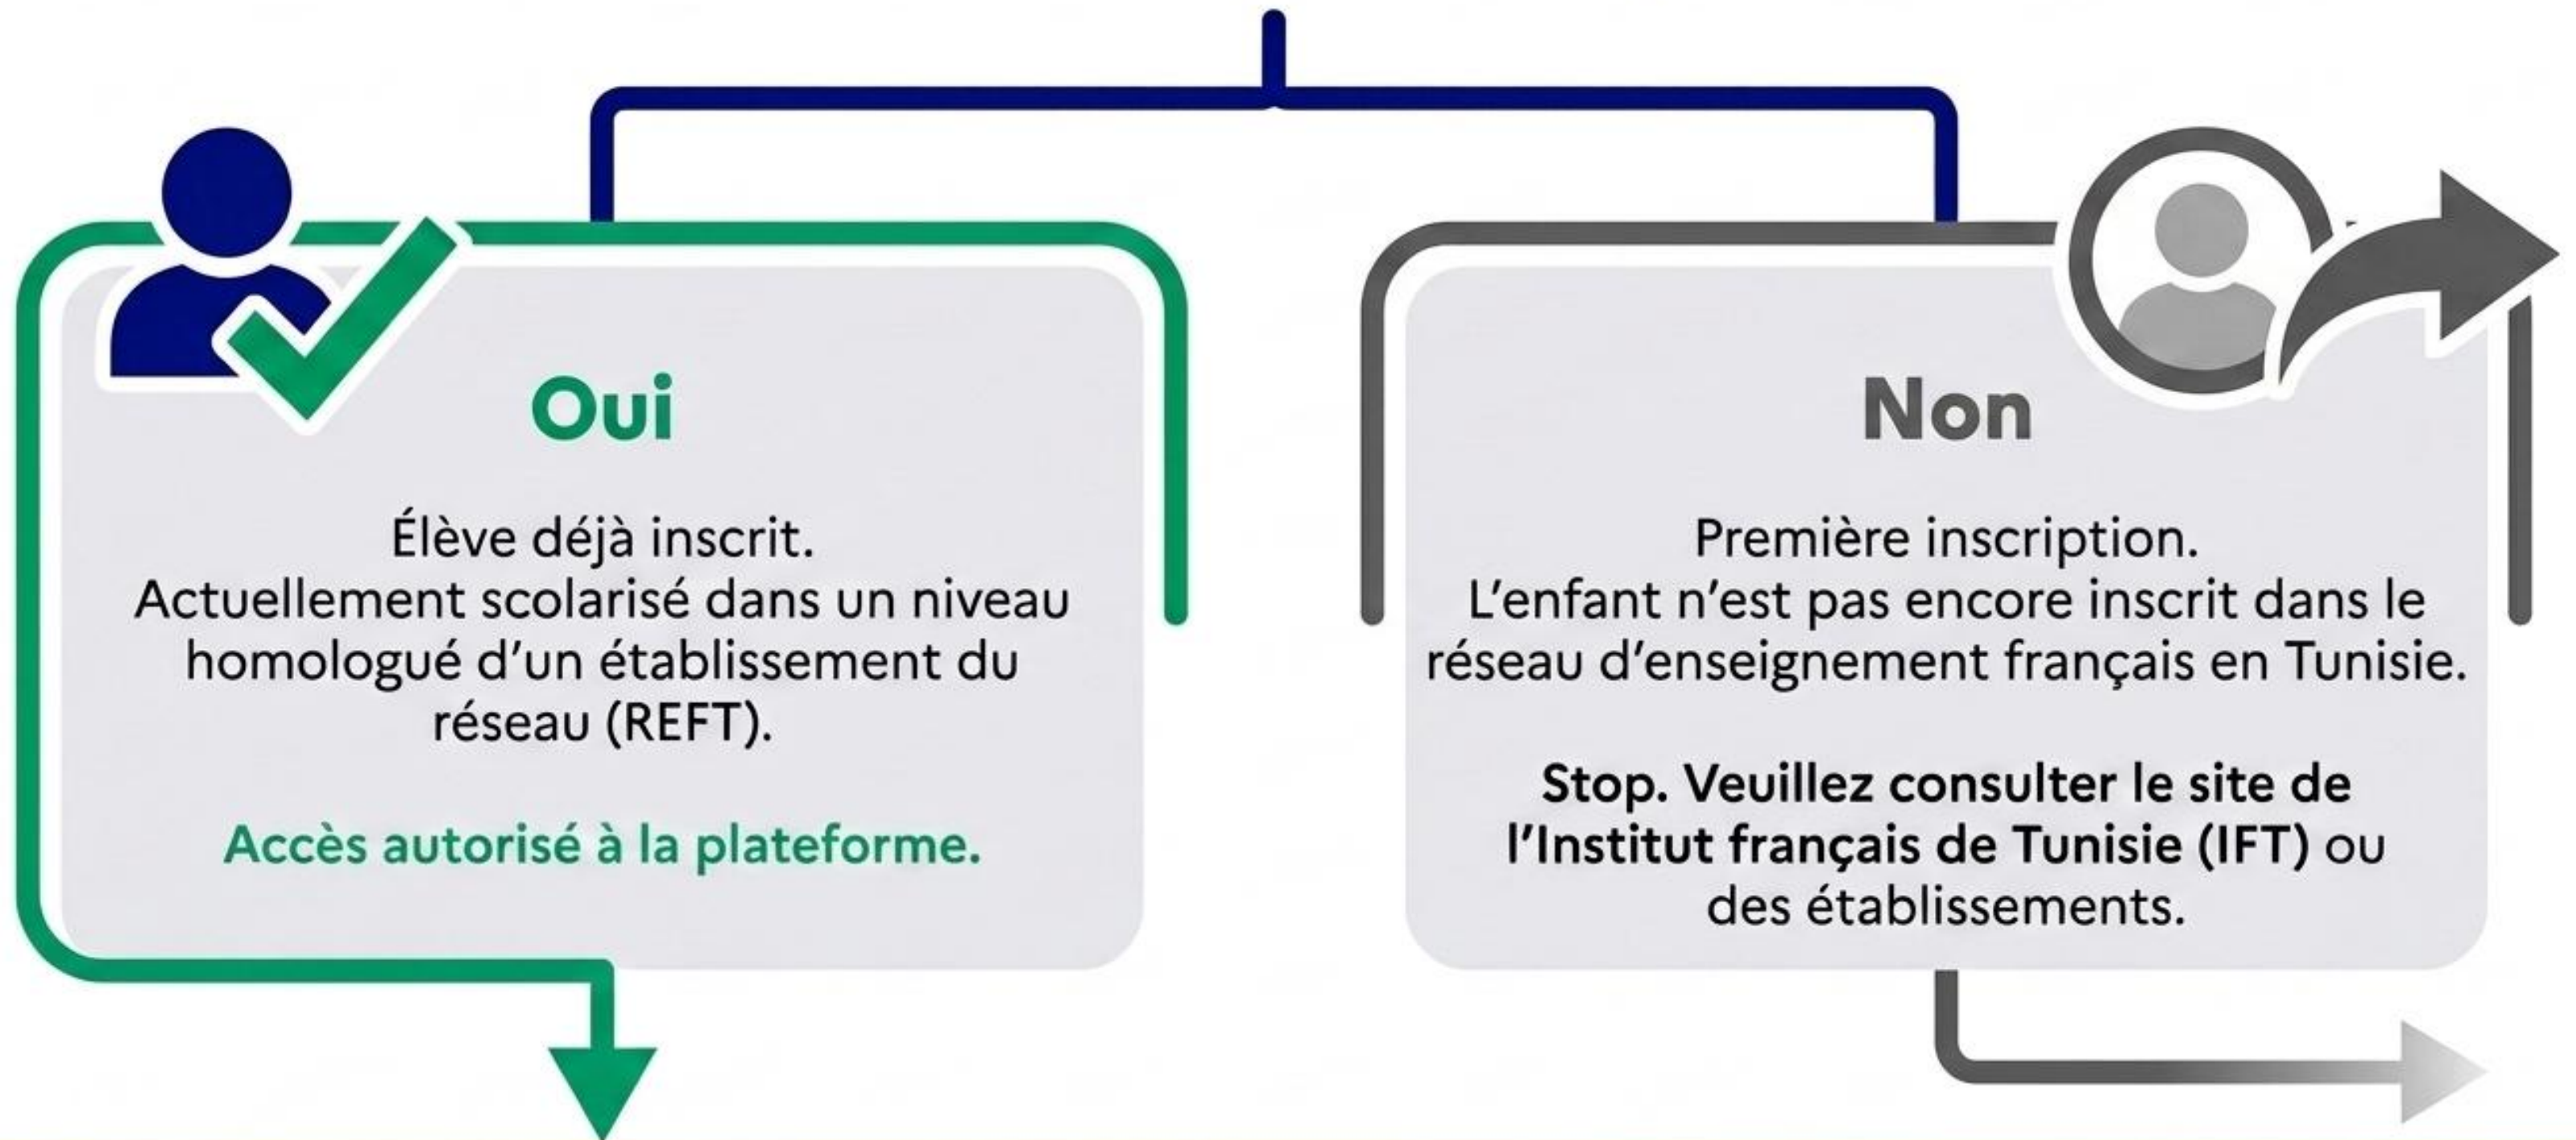 Oui
Élève déjà inscrit.
Actuellement scolarisé dans un niveau
homologué d'un établissement du
réseau (REFT).
Accès autorisé à la plateforme.
Non
Première inscription.
L'enfant n'est pas encore inscrit dans le
réseau d'enseignement français en Tunisie.
Stop. Veuillez consulter le site de
l'Institut français de Tunisie (IFT) ou
des établissements.